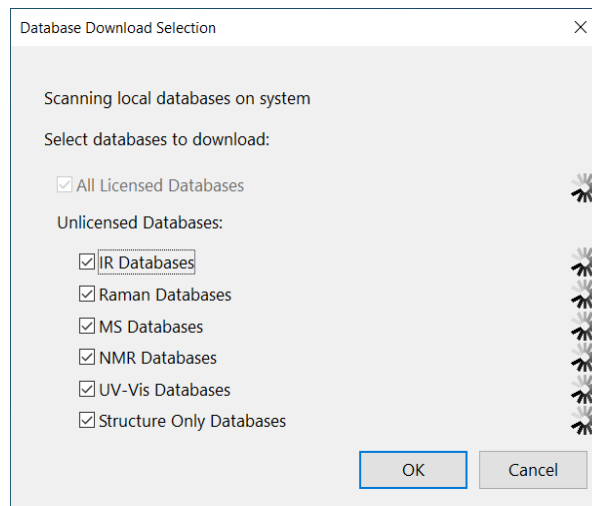 Database Download Selection
Scanning local databases on system
Select databases to download:
All Licensed Databases
Unlicensed Databases:
IR Databases
Raman Databases
MS Databases
NMR Databases
UV-Vis Databases
Structure Only Databases
OK
Cancel